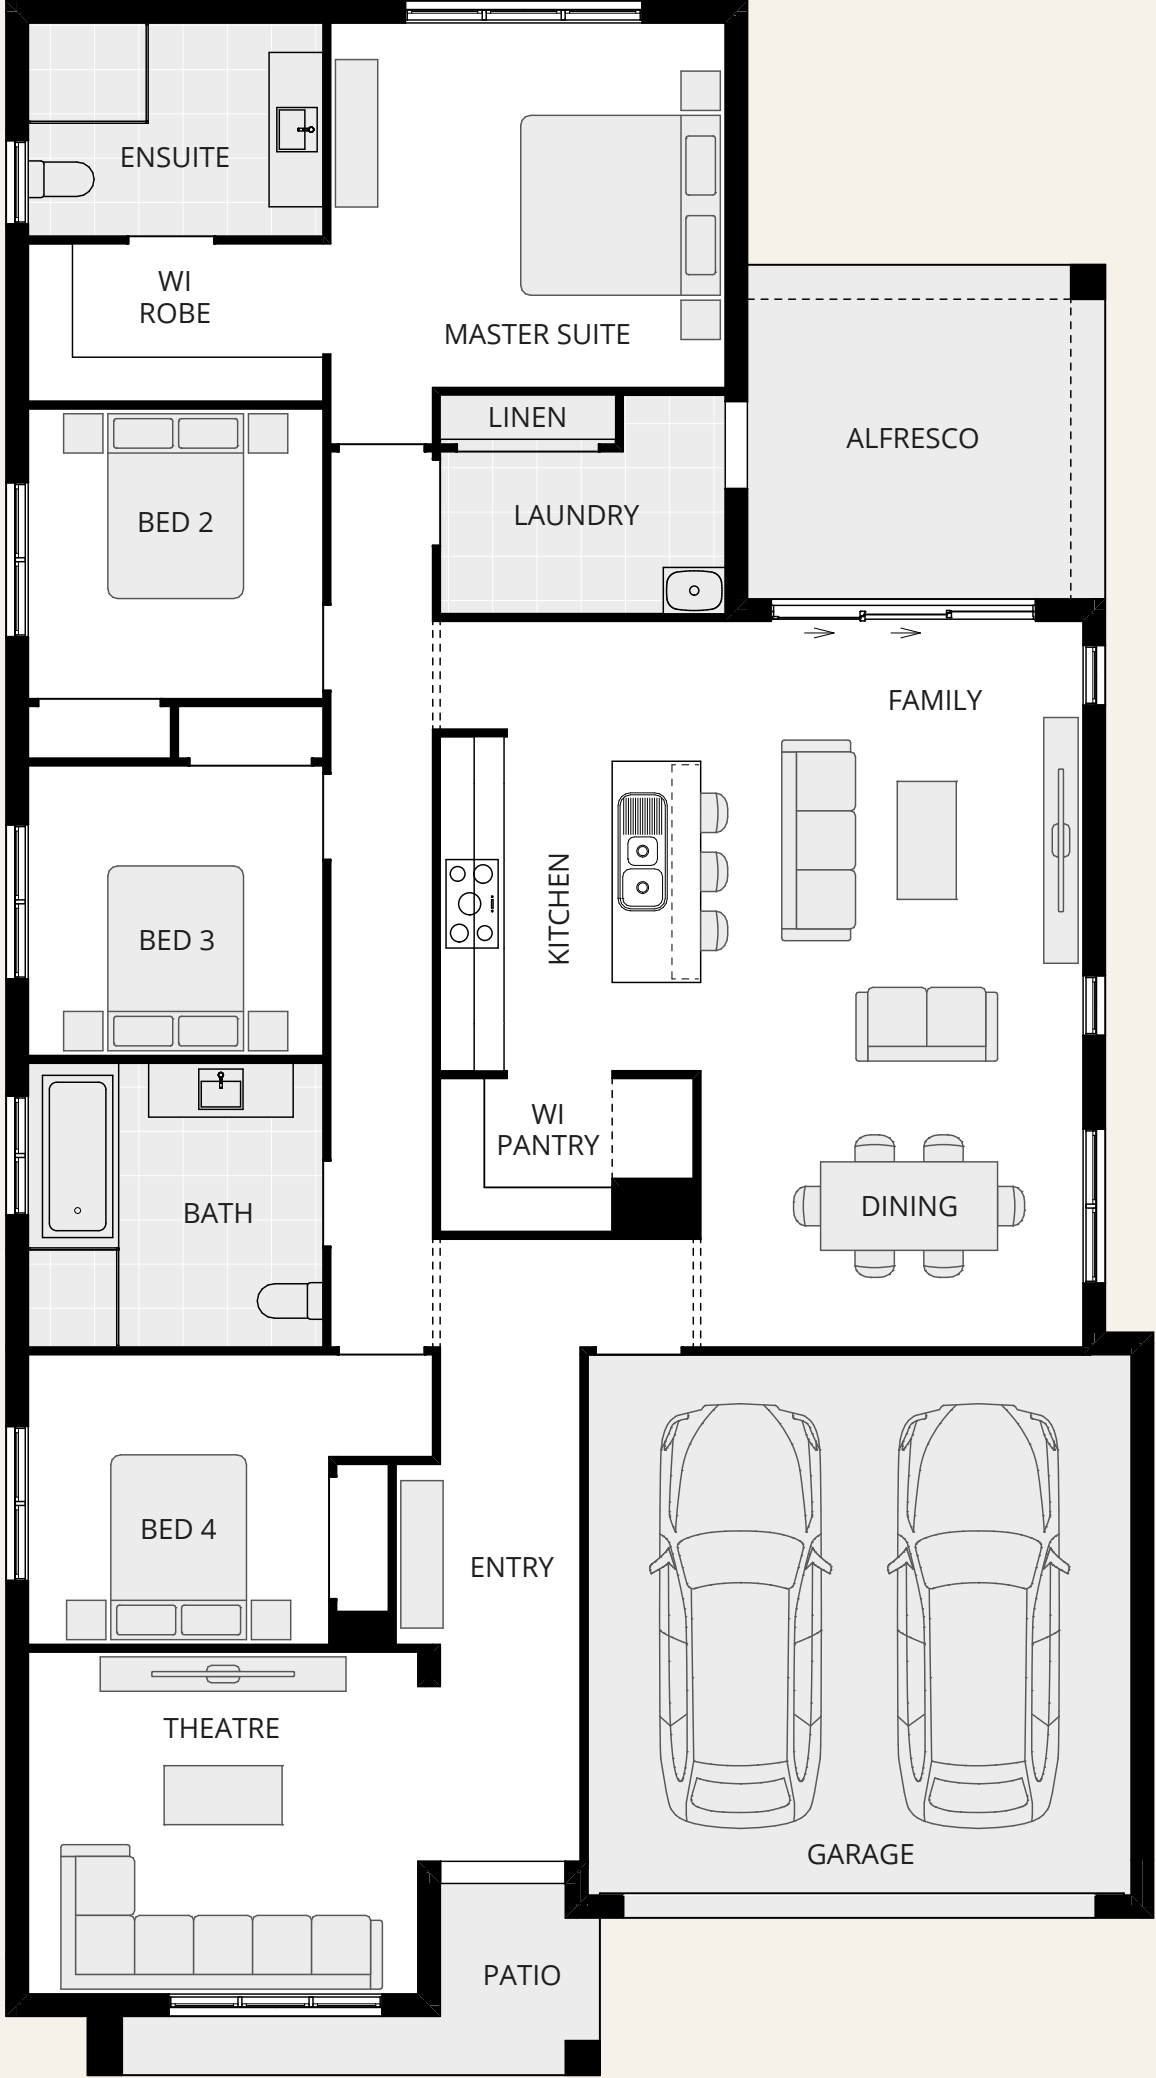 ENSUITE
WI
ROBE
MASTER SUITE
LINEN
ALFRESCO
BED 2
LAUNDRY
FAMILY
KITCHEN
BED 3
WI
PANTRY
BATH
DINING
BED 4
ENTRY
THEATRE
GARAGE
PATIO